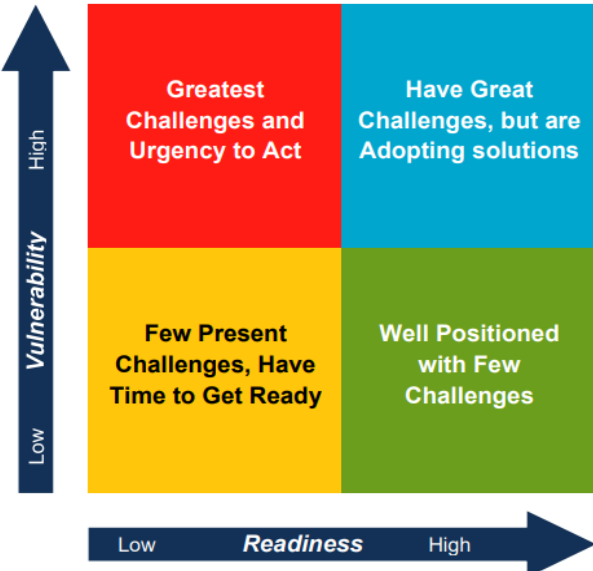 Greatest
Challenges and
Urgency to Act
Have Great
Challenges, but are
Adopting solutions
Few Present
Challenges, Have
Time to Get Ready
Well Positioned
with Few
Challenges
High
Vulnerability
Low
Low
Readiness
High